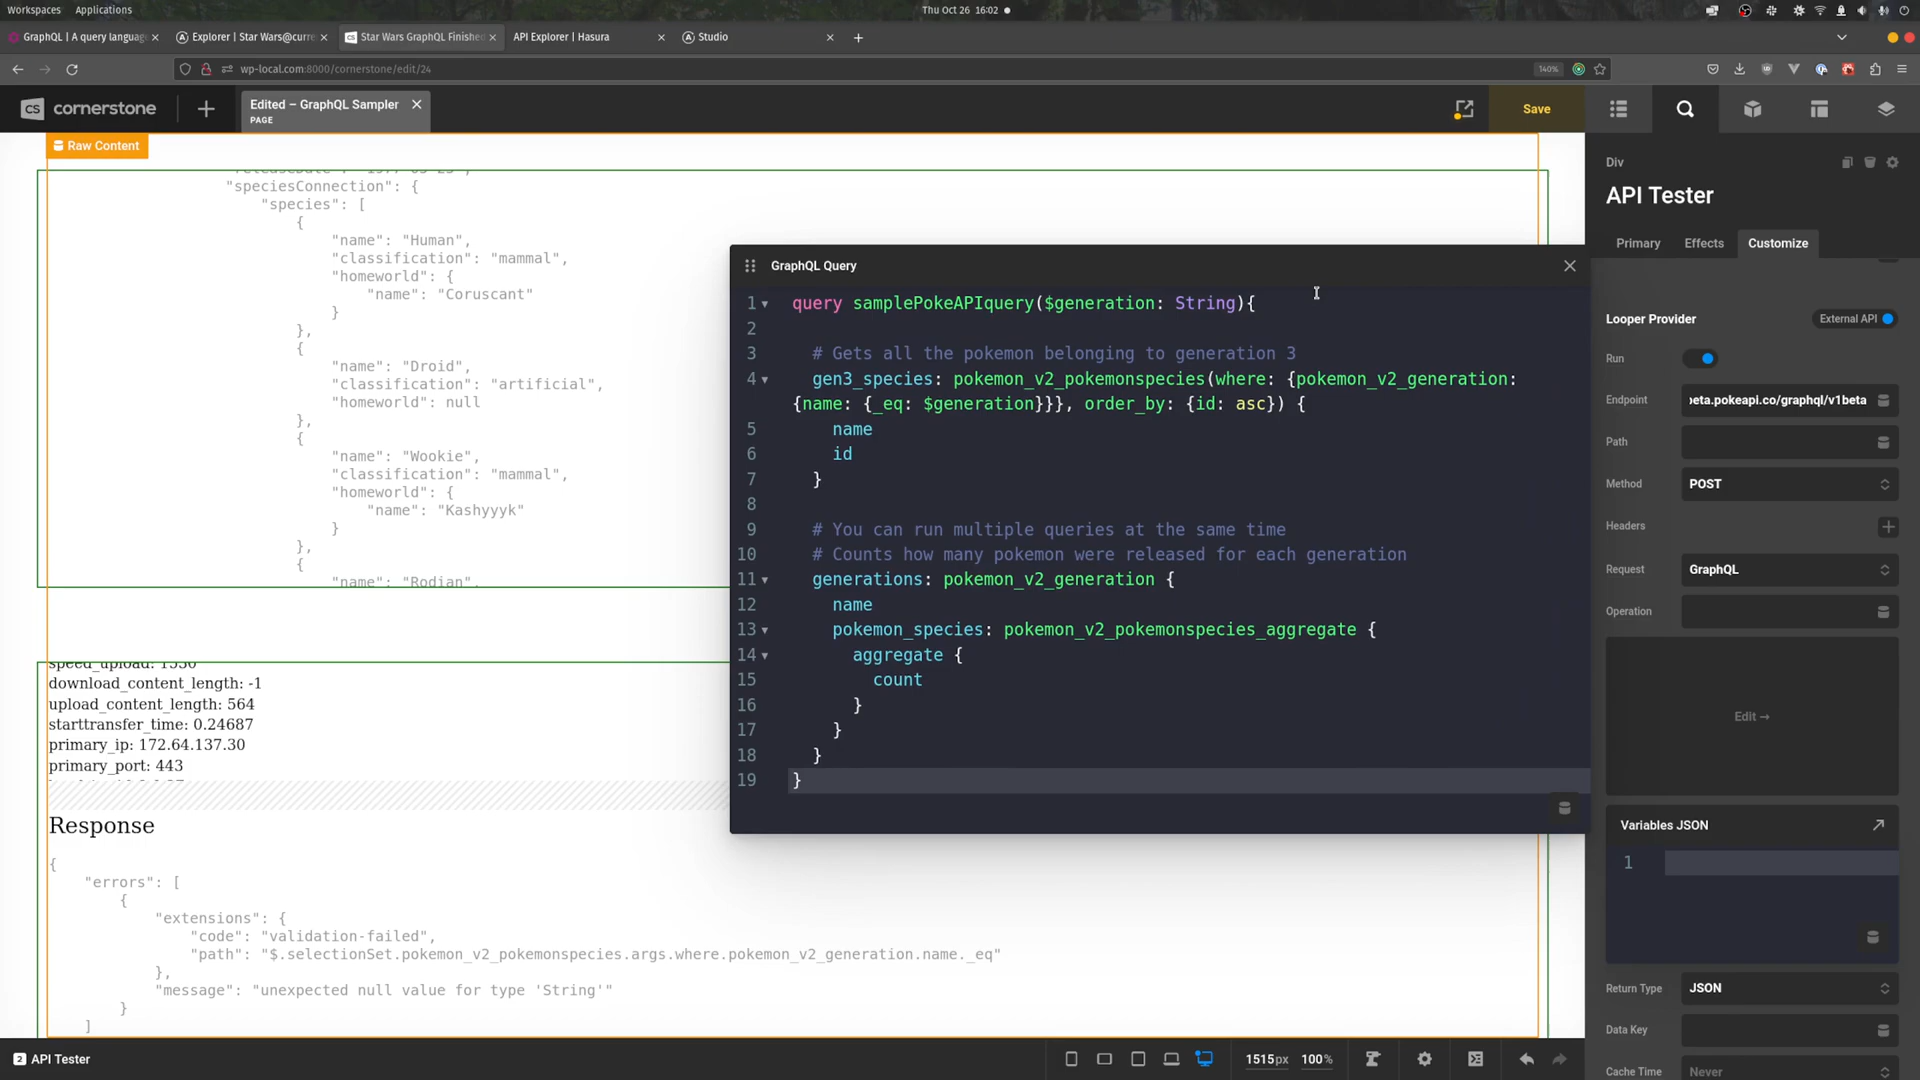 Workspaces Applications Thu Oct 26 16:02
GraphQL | A query langua Explorer | Star Wars@curre Star Wars GraphQL Finished API Explorer | Hasura Studio
wp-local.com:8000/cornerstone/edit/24 140%
cs cornerstone Edited – GraphQL Sampler Save
PAGE
Raw Content
"speciesConnection": {
"species": [
{
"name": "Human",
"classification": "mammal",
"homeworld": {
"name": "Coruscant"
}
},
{
"name": "Droid",
"classification": "artificial",
"homeworld": null
},
{
"name": "Wookie",
"classification": "mammal",
"homeworld": {
"name": "Kashyyyk"
}
},
{
"name": "Rodian",
speed_upload: 1530
download_content_length: -1
upload_content_length: 564
starttransfer_time: 0.24687
primary_ip: 172.64.137.30
primary_port: 443
Response
{
"errors": [
{
"extensions": {
"code": "validation-failed",
"path": "$.selectionSet.pokemon_v2_pokemonspecies.args.where.pokemon_v2_generation.name._eq"
},
"message": "unexpected null value for type 'String'"
}
]
GraphQL Query
1 query samplePokeAPIquery($generation: String){
2
3 # Gets all the pokemon belonging to generation 3
4 gen3_species: pokemon_v2_pokemonspecies(where: {pokemon_v2_generation:
{name: {_eq: $generation}}}, order_by: {id: asc}) {
5 name
6 id
7 }
8
9 # You can run multiple queries at the same time
10 # Counts how many pokemon were released for each generation
11 generations: pokemon_v2_generation {
12 name
13 pokemon_species: pokemon_v2_pokemonspecies_aggregate {
14 aggregate {
15 count
16 }
17 }
18 }
19 }
Div
API Tester
Primary Effects Customize
Looper Provider External API
Run
Endpoint beta.pokeapi.co/graphql/v1beta
Path
Method POST
Headers
Request GraphQL
Operation
Edit →
Variables JSON
1
Return Type JSON
Data Key
Cache Time Never
2 API Tester 1515px 100%